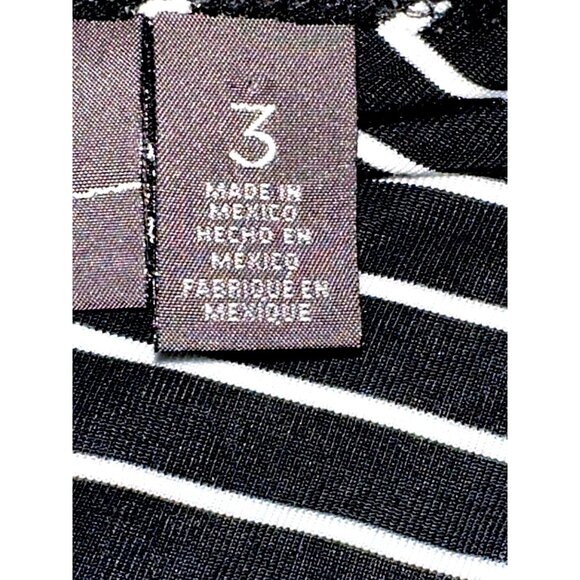 3
MADE IN
MEXICO
HECHO EN
MEXICO
FABRIQUE EN
MEXIQUE